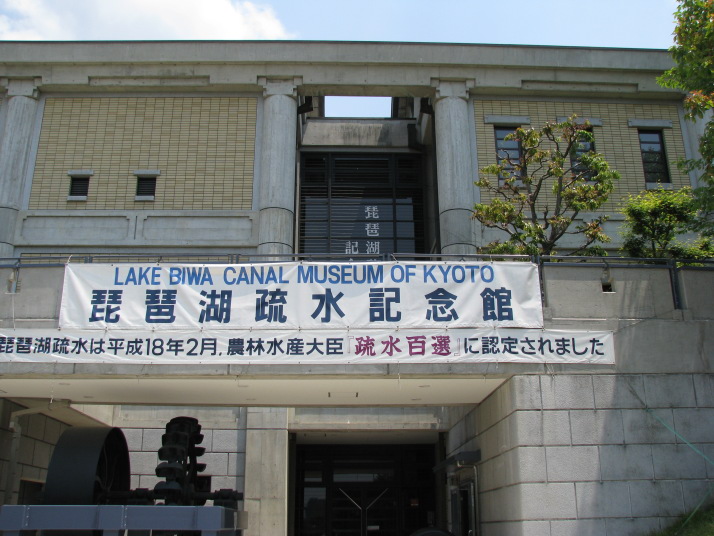 琵琶湖
記
LAKE BIWA CANAL MUSEUM OF KYOTO
琵琶湖疏水記念館
琵琶湖疏水は平成18年2月,農林水産大臣『疏水百選』に認定されました